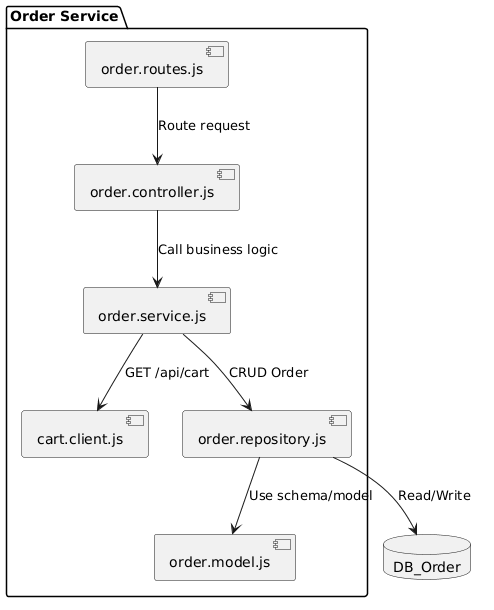 Order Service
order.routes.js
Route request
order.controller.js
Call business logic
order.service.js
GET /api/cart
CRUD Order
cart.client.js
order.repository.js
Use schema/model
Read/Write
order.model.js
DB_Order